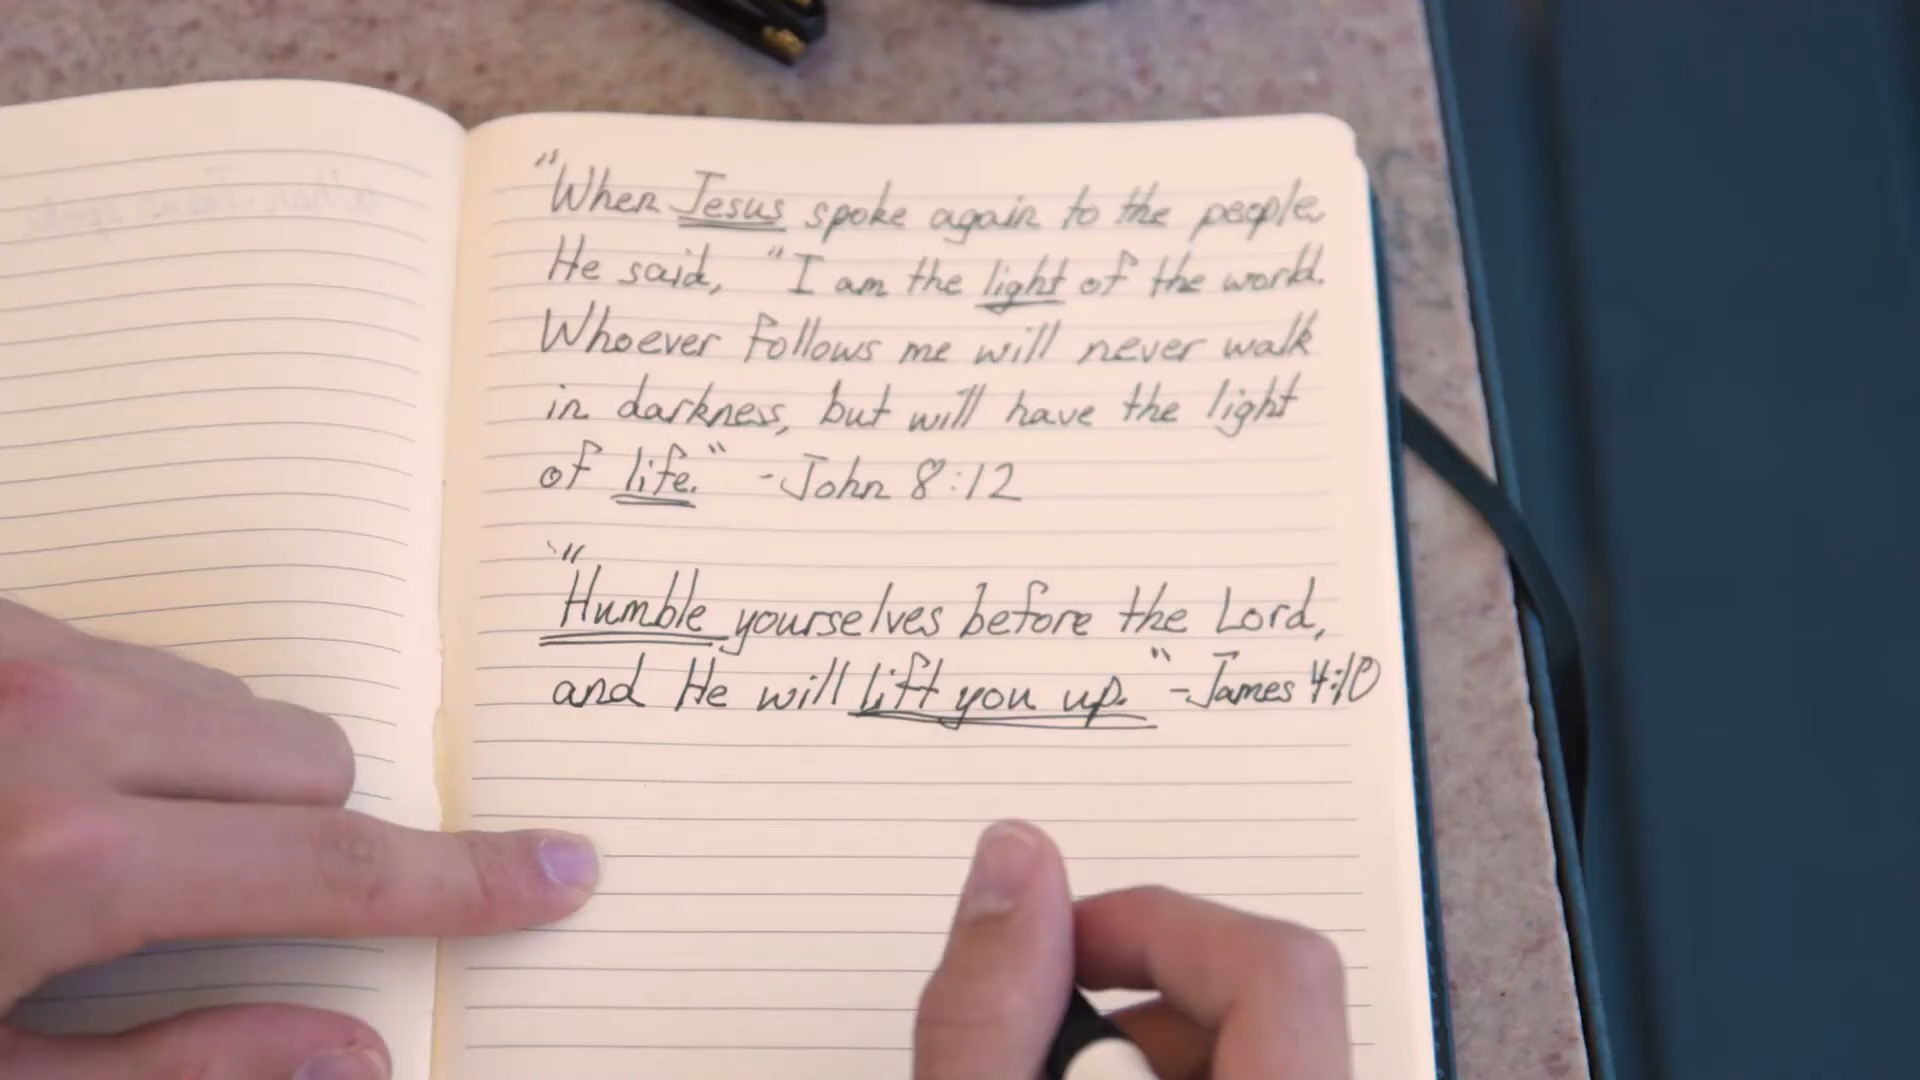 "When Jesus spoke again to the people,
He said, "I am the light of the world.
Whoever follows me will never walk
in darkness, but will have the light
of life." -John 8:12
"Humble yourselves before the Lord,
and He will lift you up." -James 4:10